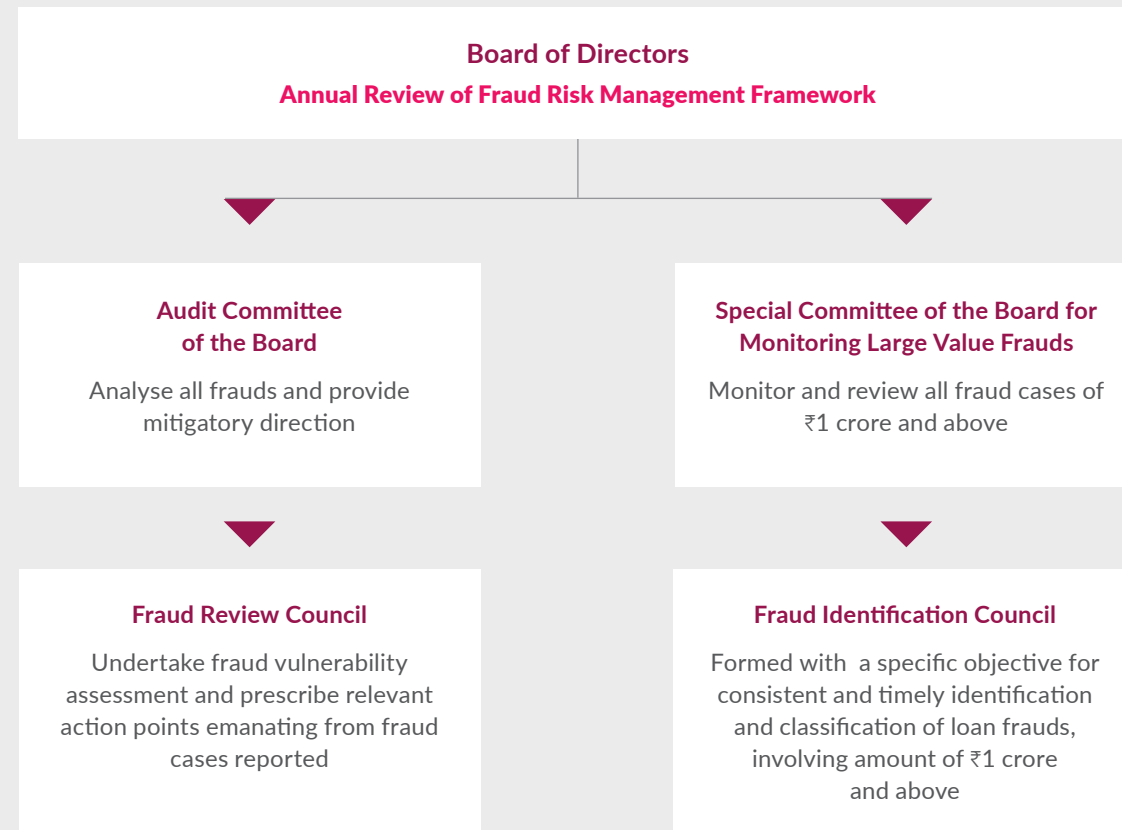 Board of Directors
Annual Review of Fraud Risk Management Framework
Audit Committee
of the Board
Analyse all frauds and provide
mitigatory direction
Special Committee of the Board for
Monitoring Large Value Frauds
Monitor and review all fraud cases of
₹1 crore and above
Fraud Review Council
Undertake fraud vulnerability
assessment and prescribe relevant
action points emanating from fraud
cases reported
Fraud Identification Council
Formed with  a specific objective for
consistent and timely identification
and classification of loan frauds,
involving amount of ₹1 crore
and above